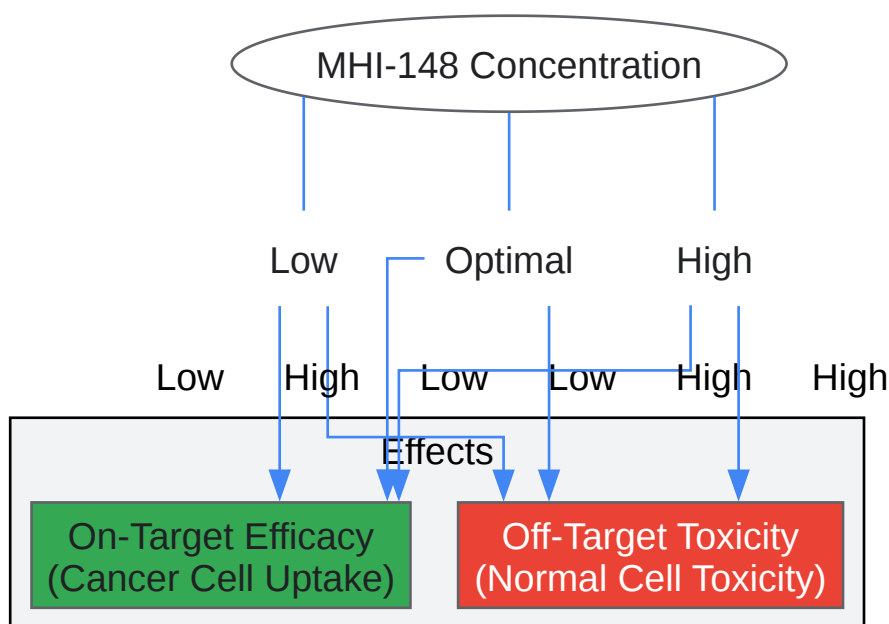 MHI-148 Concentration
Low Optimal High
Low High Low Low High High
Effects
On-Target Efficacy
(Cancer Cell Uptake)
Off-Target Toxicity
(Normal Cell Toxicity)